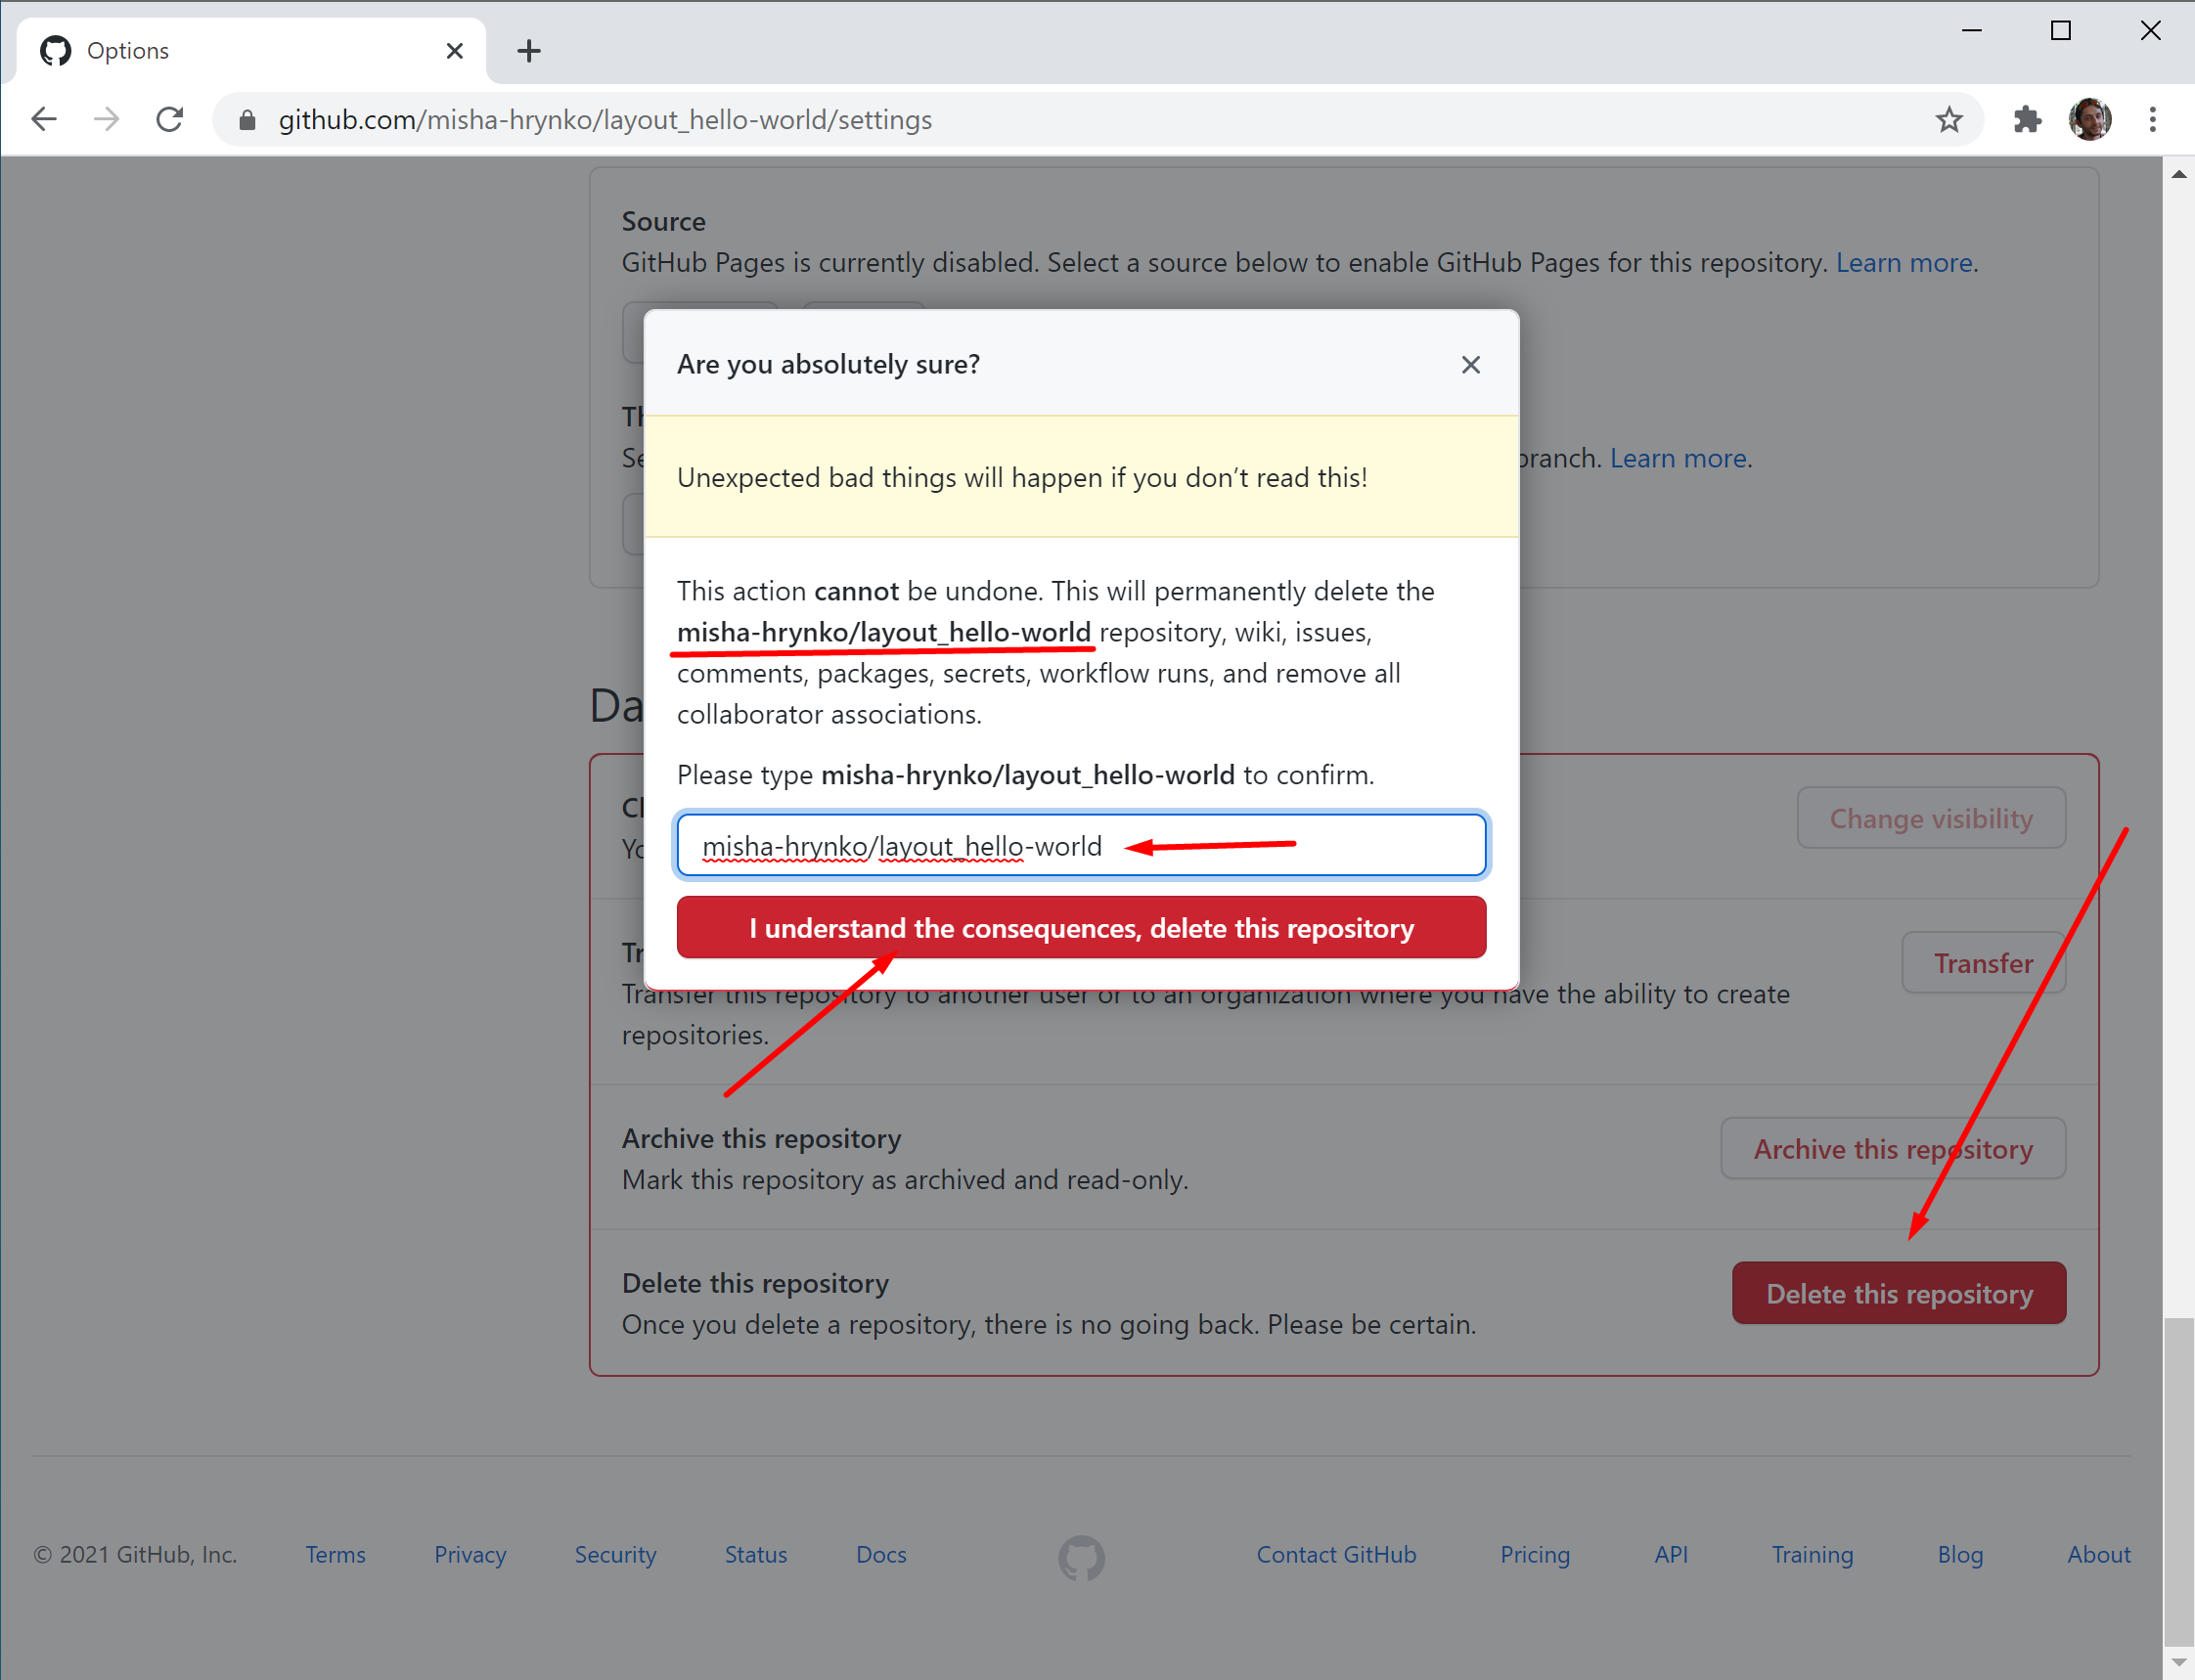 Options
github.com/misha-hrynko/layout_hello-world/settings
Source
GitHub Pages is currently disabled. Select a source below to enable GitHub Pages for this repository. Learn more.
Are you absolutely sure?
branch. Learn more.
Unexpected bad things will happen if you don’t read this!
This action cannot be undone. This will permanently delete the
misha-hrynko/layout_hello-world repository, wiki, issues,
comments, packages, secrets, workflow runs, and remove all
collaborator associations.
Da
Please type misha-hrynko/layout_hello-world to confirm.
Change visibility
misha-hrynko/layout_hello-world
I understand the consequences, delete this repository
Tr
Transfer
Transfer this repository to another user or to an organization where you have the ability to create
repositories.
Archive this repository
Mark this repository as archived and read-only.
Archive this repository
Delete this repository
Once you delete a repository, there is no going back. Please be certain.
Delete this repository
© 2021 GitHub, Inc. Terms Privacy Security Status Docs Contact GitHub Pricing API Training Blog About